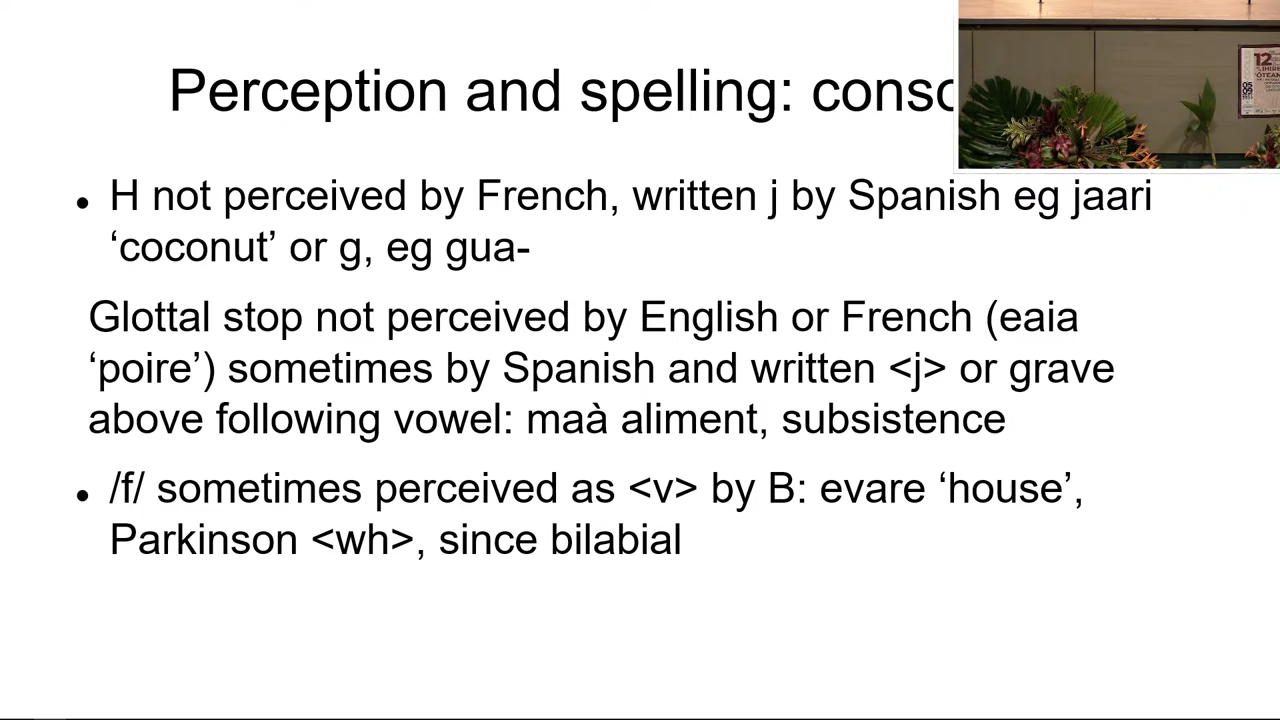 Perception and spelling: conso
• H not perceived by French, written j by Spanish eg jaari
‘coconut’ or g, eg gua-
Glottal stop not perceived by English or French (eaia
‘poire’) sometimes by Spanish and written <j> or grave
above following vowel: maà aliment, subsistence
• /f/ sometimes perceived as <v> by B: evare ‘house’,
Parkinson <wh>, since bilabial
12